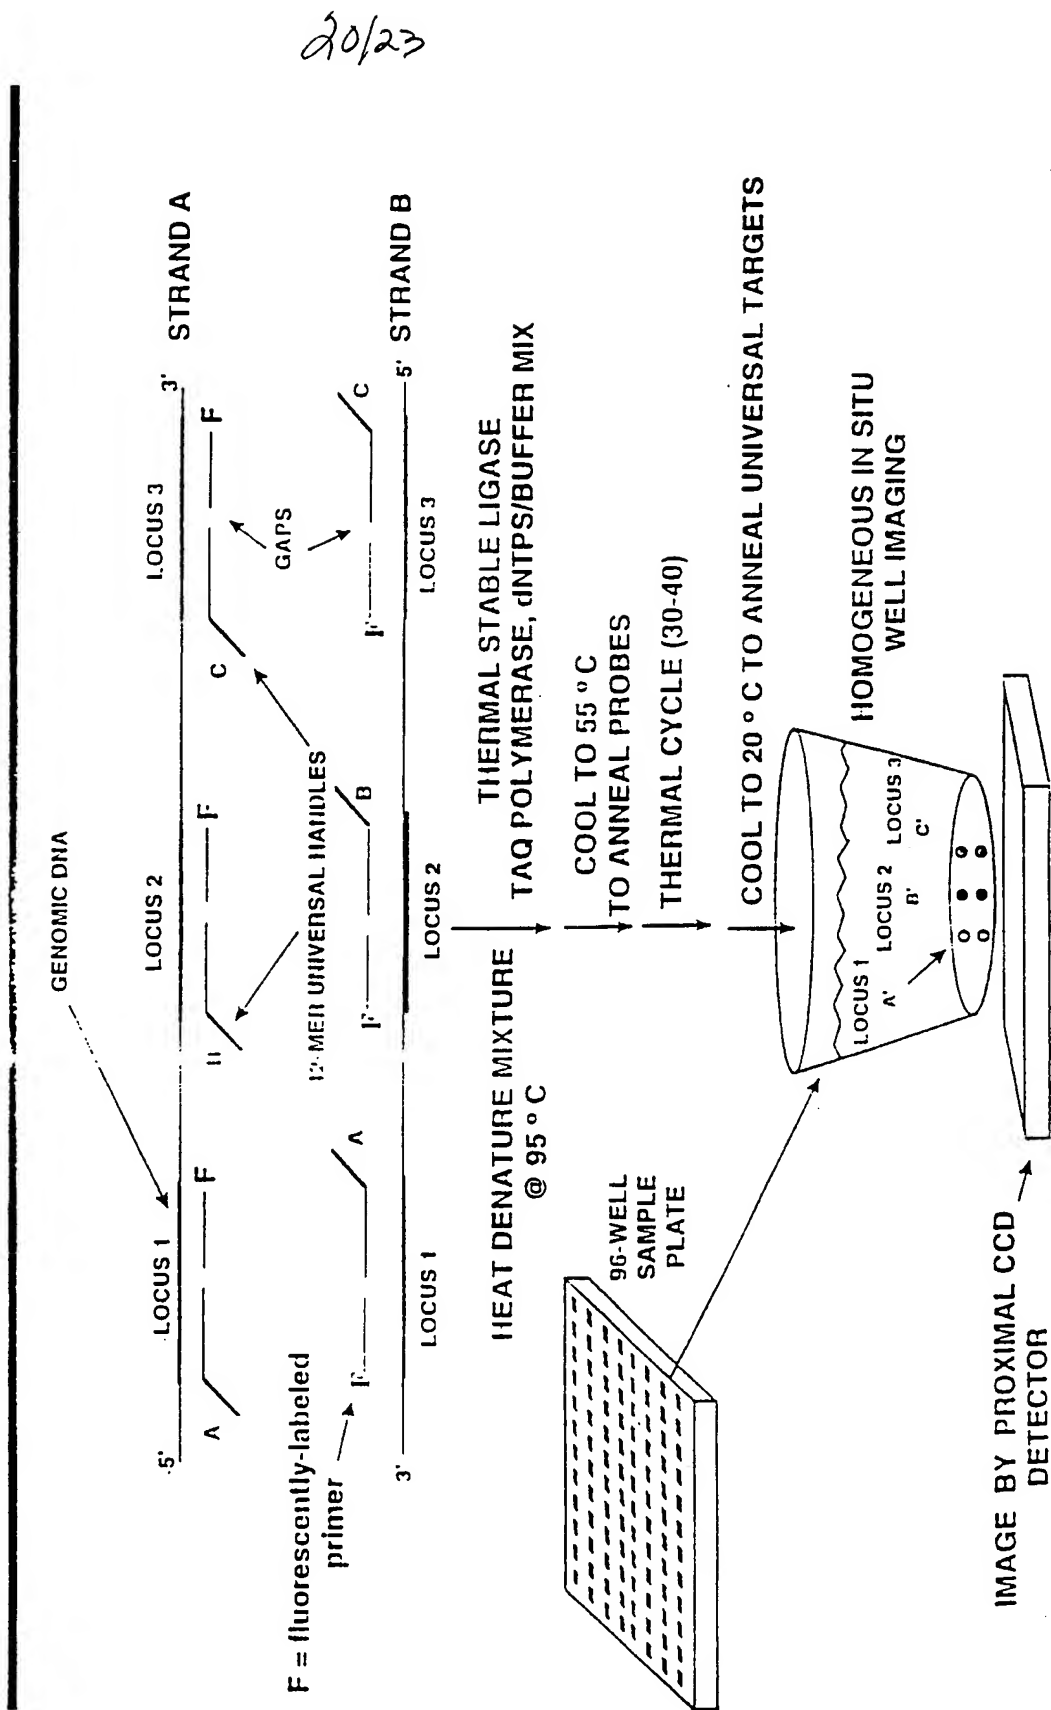 20/23
GENOMIC DNA
LOCUS 1
LOCUS 2
LOCUS 3
5'
3'
STRAND A
A
F
B
F
C
F
GAPS
F = fluorescently-labeled
primer
12-MER UNIVERSAL HANDLES
F
A
F
B
F
C
3'
5'
STRAND B
LOCUS 1
LOCUS 2
LOCUS 3
HEAT DENATURE MIXTURE
@ 95 °C
THERMAL STABLE LIGASE
TAQ POLYMERASE, dNTPS/BUFFER MIX
COOL TO 55 °C
TO ANNEAL PROBES
THERMAL CYCLE (30-40)
COOL TO 20 °C TO ANNEAL UNIVERSAL TARGETS
96-WELL
SAMPLE
PLATE
LOCUS 1
A'
LOCUS 2
B'
LOCUS 3
C'
HOMOGENEOUS IN SITU
WELL IMAGING
IMAGE BY PROXIMAL CCD
DETECTOR